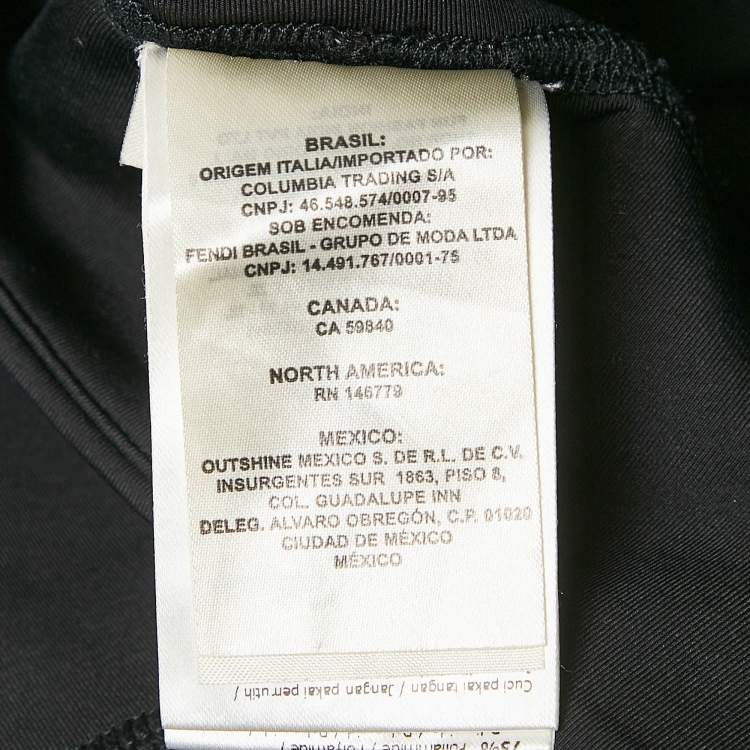 BRASIL:
ORIGEM ITALIA/IMPORTADO POR:
COLUMBIA TRADING S/A
CNPJ: 46.548.574/0007-95
SOB ENCOMENDA:
FENDI BRASIL - GRUPO DE MODA LTDA
CNPJ: 14.491.767/0001-75
CANADA:
CA 59840
NORTH AMERICA:
RN 146779
MEXICO:
OUTSHINE MEXICO S. DE R.L. DE C.V.
INSURGENTES SUR 1863, PISO 8,
COL. GUADALUPE INN
DELEG. ALVARO OBREGÓN, C.P. 01020
CIUDAD DE MÉXICO
MÉXICO
Cuci pakai tangan / Jangan pakai perrutih /